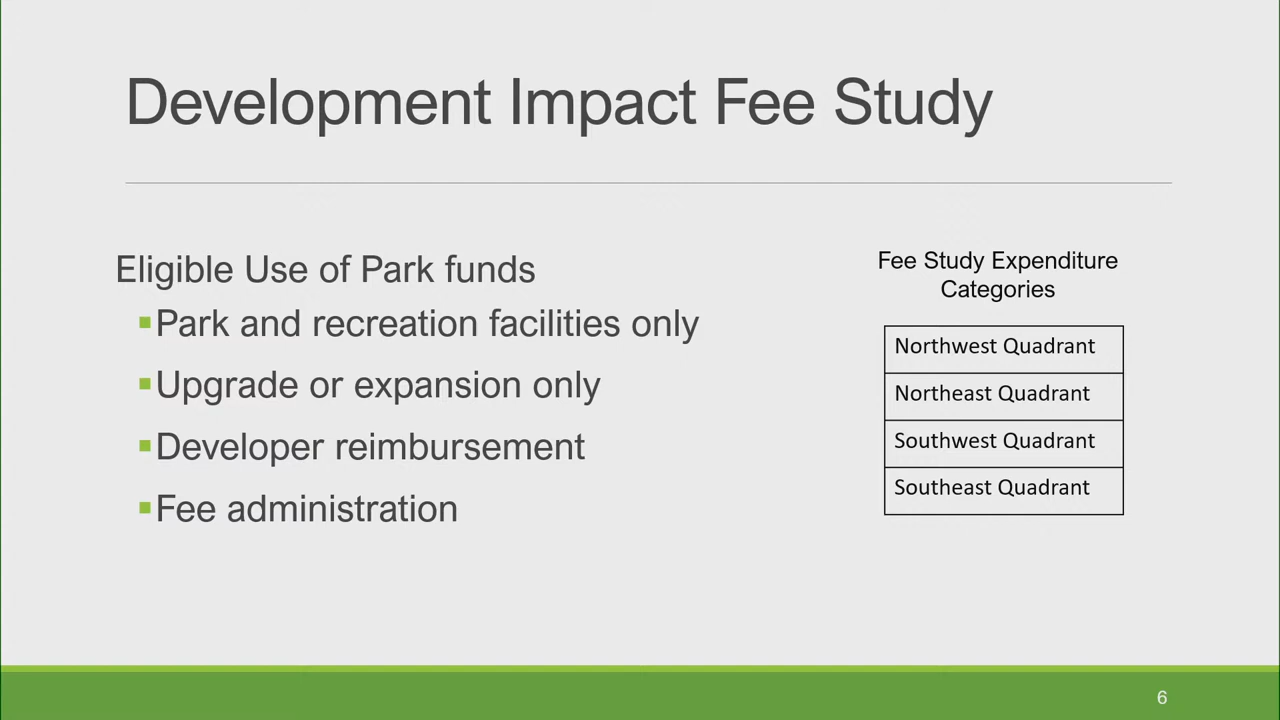 Development Impact Fee Study
Eligible Use of Park funds
▪Park and recreation facilities only
▪Upgrade or expansion only
▪Developer reimbursement
▪Fee administration
Fee Study Expenditure
Categories
Northwest Quadrant
Northeast Quadrant
Southwest Quadrant
Southeast Quadrant
6